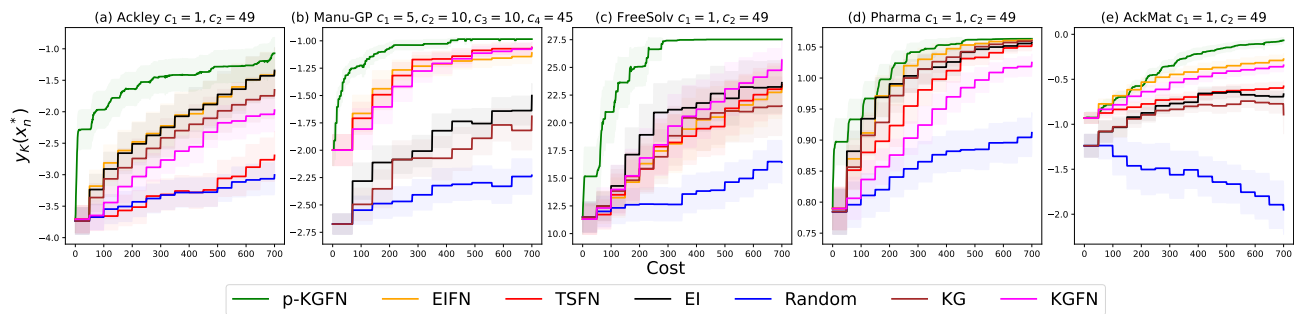 (a) Ackley c₁ = 1, c₂ = 49
(b) Manu-GP c₁ = 5, c₂ = 10, c₃ = 10, c₄ = 45
(c) FreeSolv c₁ = 1, c₂ = 49
(d) Pharma c₁ = 1, c₂ = 49
(e) AckMat c₁ = 1, c₂ = 49
y_K(x*_n)
−1.0
−1.5
−2.0
−2.5
−3.0
−3.5
−4.0
0 100 200 300 400 500 600 700
−1.00
−1.25
−1.50
−1.75
−2.00
−2.25
−2.50
−2.75
0 100 200 300 400 500 600 700
27.5
25.0
22.5
20.0
17.5
15.0
12.5
10.0
0 100 200 300 400 500 600 700
1.05
1.00
0.95
0.90
0.85
0.80
0.75
0 100 200 300 400 500 600 700
0.0
−0.5
−1.0
−1.5
−2.0
0 100 200 300 400 500 600 700
Cost
p-KGFN EIFN TSFN EI Random KG KGFN